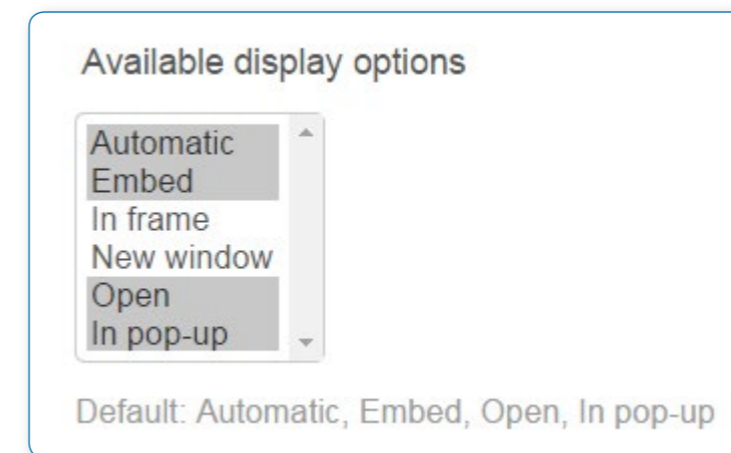 Available display options
Automatic
Embed
In frame
New window
Open
In pop-up
Default: Automatic, Embed, Open, In pop-up